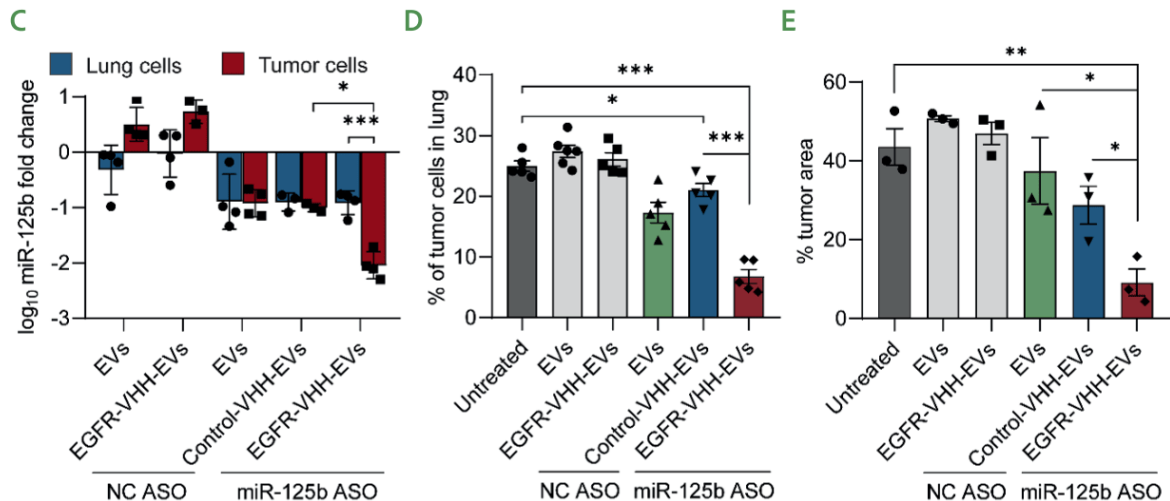 C
Lung cells
Tumor cells
*
***
log₁₀ miR-125b fold change
1
0
-1
-2
-3
EVs
EGFR-VHH-EVs
EVs
Control-VHH-EVs
EGFR-VHH-EVs
NC ASO
miR-125b ASO
D
***
*
***
% of tumor cells in lung
40
30
20
10
0
Untreated
EVs
EGFR-VHH-EVs
EVs
Control-VHH-EVs
EGFR-VHH-EVs
NC ASO
miR-125b ASO
E
**
*
*
% tumor area
60
40
20
0
Untreated
EVs
EGFR-VHH-EVs
EVs
Control-VHH-EVs
EGFR-VHH-EVs
NC ASO
miR-125b ASO